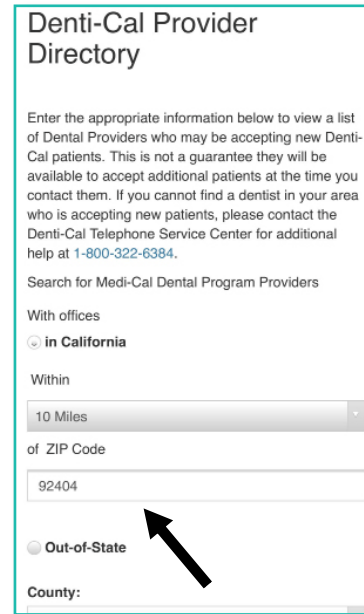 Denti-Cal Provider
Directory
Enter the appropriate information below to view a list
of Dental Providers who may be accepting new Denti-
Cal patients. This is not a guarantee they will be
available to accept additional patients at the time you
contact them. If you cannot find a dentist in your area
who is accepting new patients, please contact the
Denti-Cal Telephone Service Center for additional
help at 1-800-322-6384.
Search for Medi-Cal Dental Program Providers
With offices
in California
Within
10 Miles
of ZIP Code
92404
Out-of-State
County: